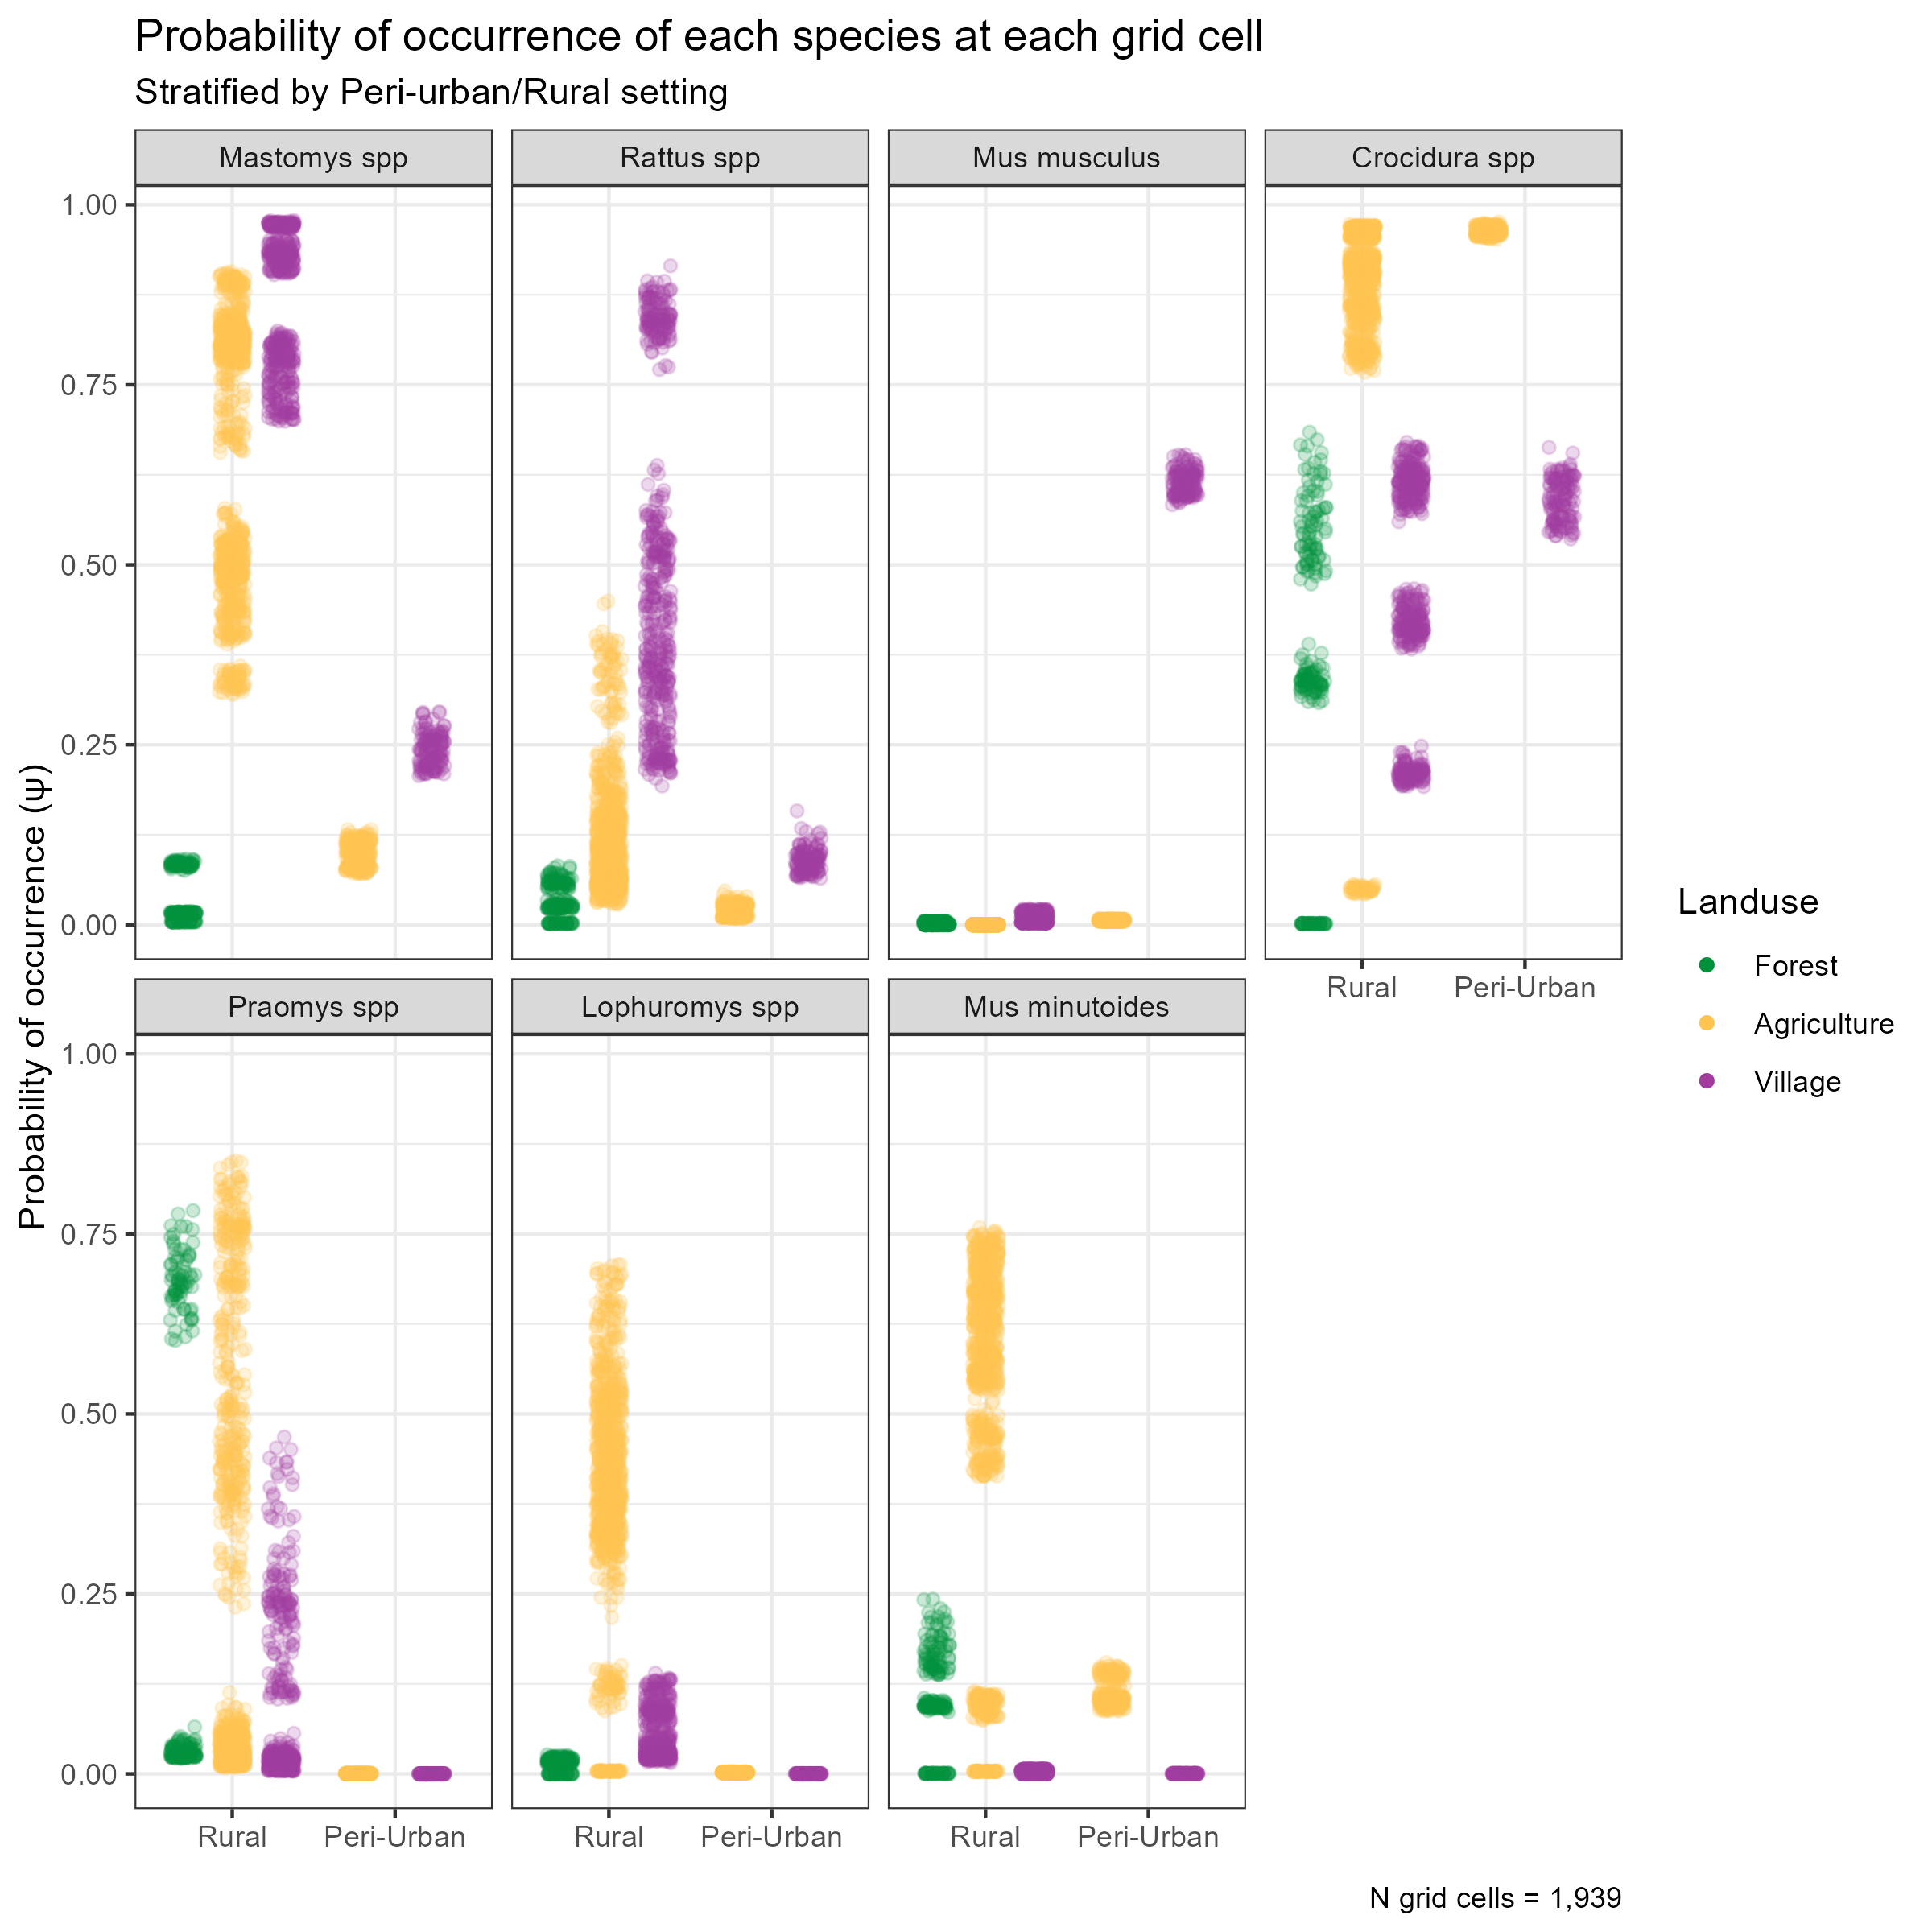 Probability of occurrence of each species at each grid cell
Stratified by Peri-urban/Rural setting
Mastomys spp
Rattus spp
Mus musculus
Crocidura spp
1.00
0.75
0.50
0.25
0.00
Rural
Peri-Urban
Praomys spp
Lophuromys spp
Mus minutoides
1.00
0.75
0.50
0.25
0.00
Rural
Peri-Urban
Rural
Peri-Urban
Rural
Peri-Urban
Probability of occurrence (ψ)
Landuse
Forest
Agriculture
Village
N grid cells = 1,939